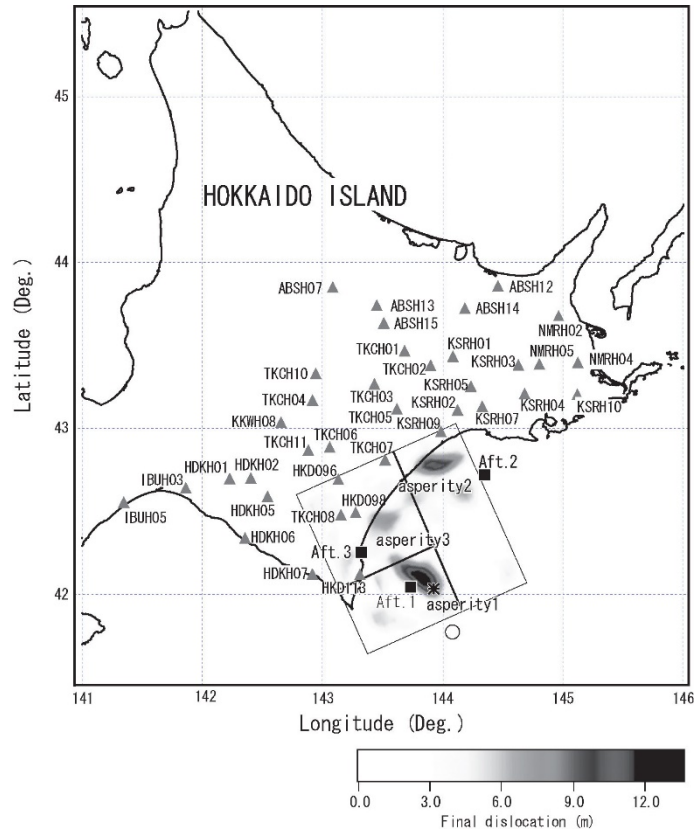 45
HOKKAIDO ISLAND
44
ABSH07
ABSH12
ABSH13
ABSH14
ABSH15
NMRH02
TKCH01
KSRH01
TKCH02
KSRH03
NMRH05
NMRH04
TKCH10
KSRH05
TKCH04
TKCH03
KSRH02
KSRH04
KSRH10
KKWH08
TKCH05
KSRH09
KSRH07
43
TKCH06
TKCH11
TKCH07
HDKH02
HKD096
HDKH01
Aft.2
IBUH03
asperity2
HDKH05
HKD098
IBUH05
TKCH08
HDKH06
asperity3
Aft.3
HDKH07
HKD113
42
Aft.1
asperity1
Latitude (Deg.)
141 142 143 144 145 146
Longitude (Deg.)
0.0 3.0 6.0 9.0 12.0
Final dislocation (m)